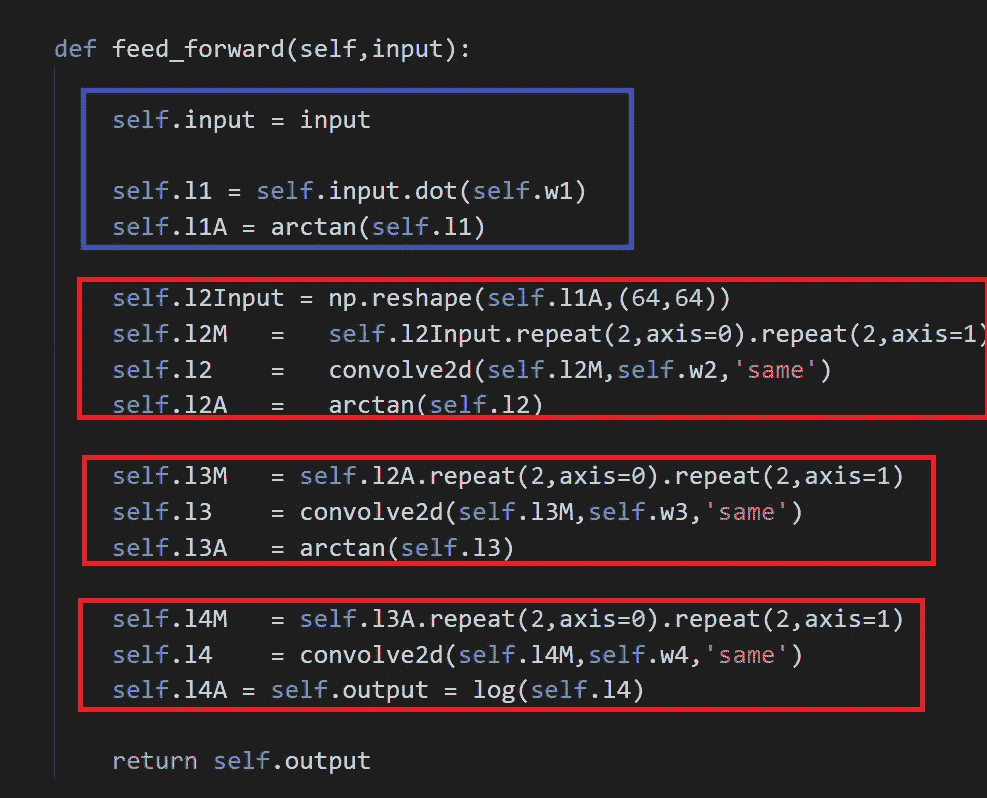 def feed_forward(self,input):
self.input = input
self.l1 = self.input.dot(self.w1)
self.l1A = arctan(self.l1)
self.l2Input = np.reshape(self.l1A,(64,64))
self.l2M   =   self.l2Input.repeat(2,axis=0).repeat(2,axis=1)
self.l2    =   convolve2d(self.l2M,self.w2,'same')
self.l2A   =   arctan(self.l2)
self.l3M   = self.l2A.repeat(2,axis=0).repeat(2,axis=1)
self.l3    = convolve2d(self.l3M,self.w3,'same')
self.l3A   = arctan(self.l3)
self.l4M   = self.l3A.repeat(2,axis=0).repeat(2,axis=1)
self.l4    = convolve2d(self.l4M,self.w4,'same')
self.l4A = self.output = log(self.l4)
return self.output